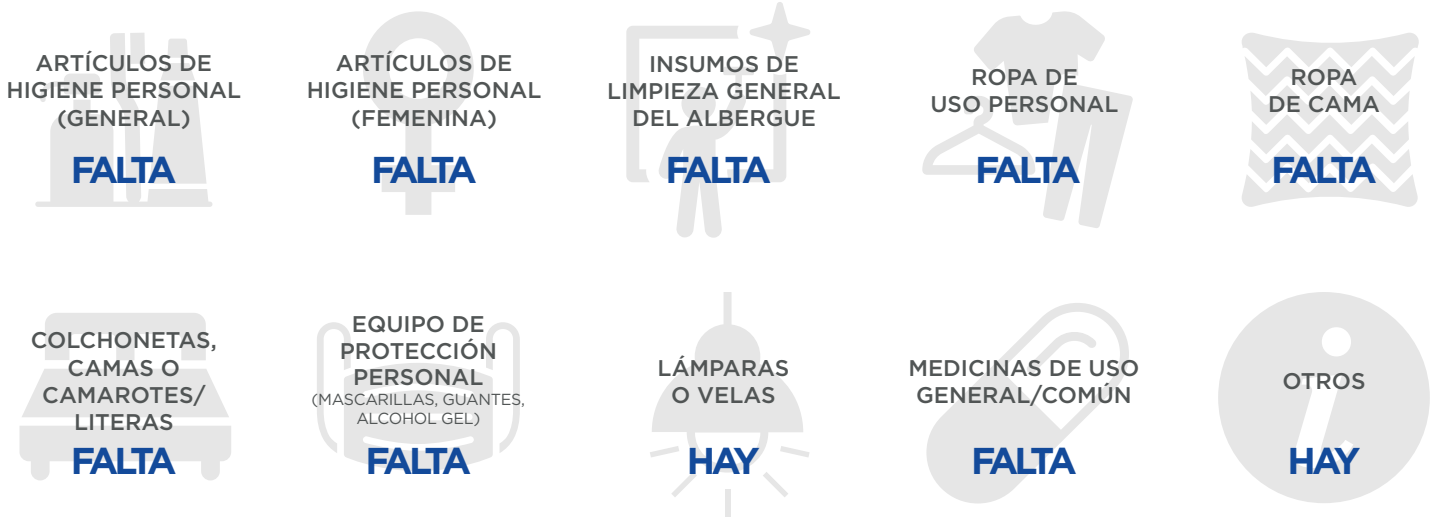 ARTÍCULOS DE
HIGIENE PERSONAL
(GENERAL)
FALTA
ARTÍCULOS DE
HIGIENE PERSONAL
(FEMENINA)
FALTA
INSUMOS DE
LIMPIEZA GENERAL
DEL ALBERGUE
FALTA
ROPA DE
USO PERSONAL
FALTA
ROPA
DE CAMA
FALTA
COLCHONETAS,
CAMAS O
CAMAROTES/
LITERAS
FALTA
EQUIPO DE
PROTECCIÓN
PERSONAL
(MASCARILLAS, GUANTES,
ALCOHOL GEL)
FALTA
LÁMPARAS
O VELAS
HAY
MEDICINAS DE USO
GENERAL/COMÚN
FALTA
OTROS
HAY